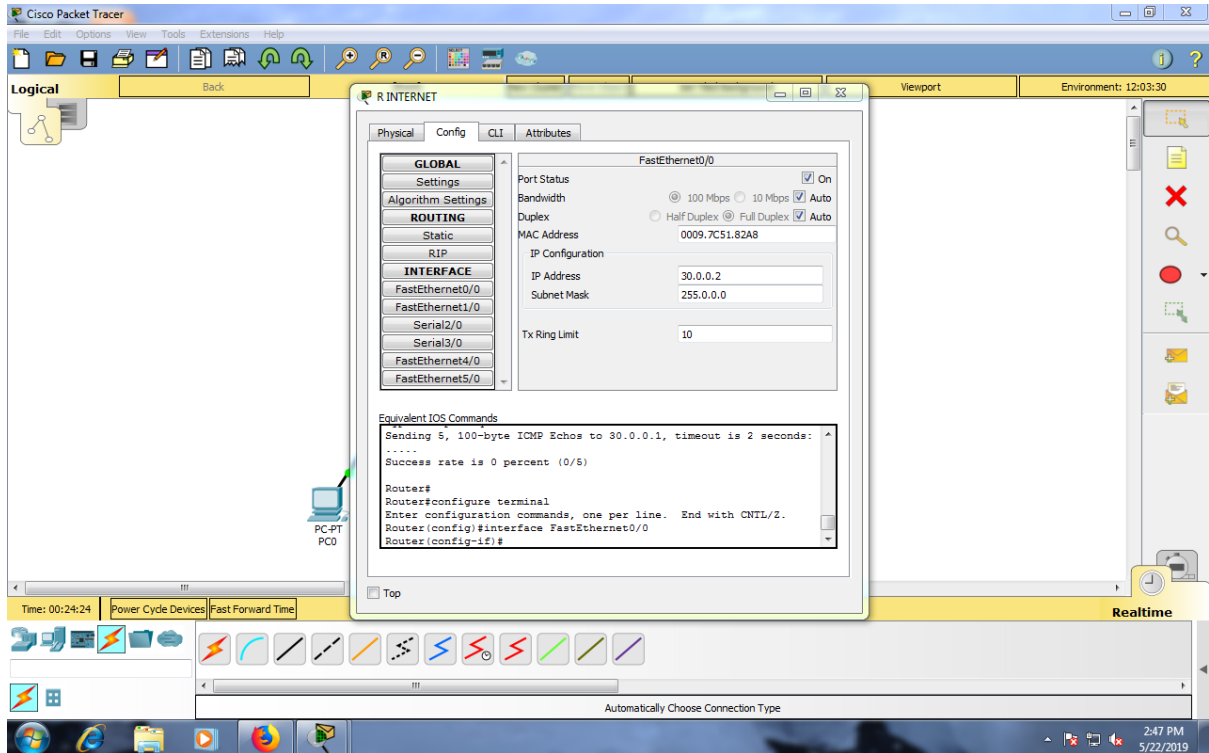 Cisco Packet Tracer
File Edit Options View Tools Extensions Help
Logical
Back
Viewport
Environment: 12:03:30
R INTERNET
Physical Config CLI Attributes
GLOBAL
Settings
Algorithm Settings
ROUTING
Static
RIP
INTERFACE
FastEthernet0/0
FastEthernet1/0
Serial2/0
Serial3/0
FastEthernet4/0
FastEthernet5/0
FastEthernet0/0
Port Status On
Bandwidth 100 Mbps 10 Mbps Auto
Duplex Half Duplex Full Duplex Auto
MAC Address 0009.7C51.82A8
IP Configuration
IP Address 30.0.0.2
Subnet Mask 255.0.0.0
Tx Ring Limit 10
Equivalent IOS Commands
Sending 5, 100-byte ICMP Echos to 30.0.0.1, timeout is 2 seconds:
.....
Success rate is 0 percent (0/5)
Router#
Router#configure terminal
Enter configuration commands, one per line. End with CNTL/Z.
Router(config)#interface FastEthernet0/0
Router(config-if)#
PC-PT
PC0
Top
Time: 00:24:24 Power Cycle Devices Fast Forward Time
Realtime
Automatically Choose Connection Type
2:47 PM
5/22/2019